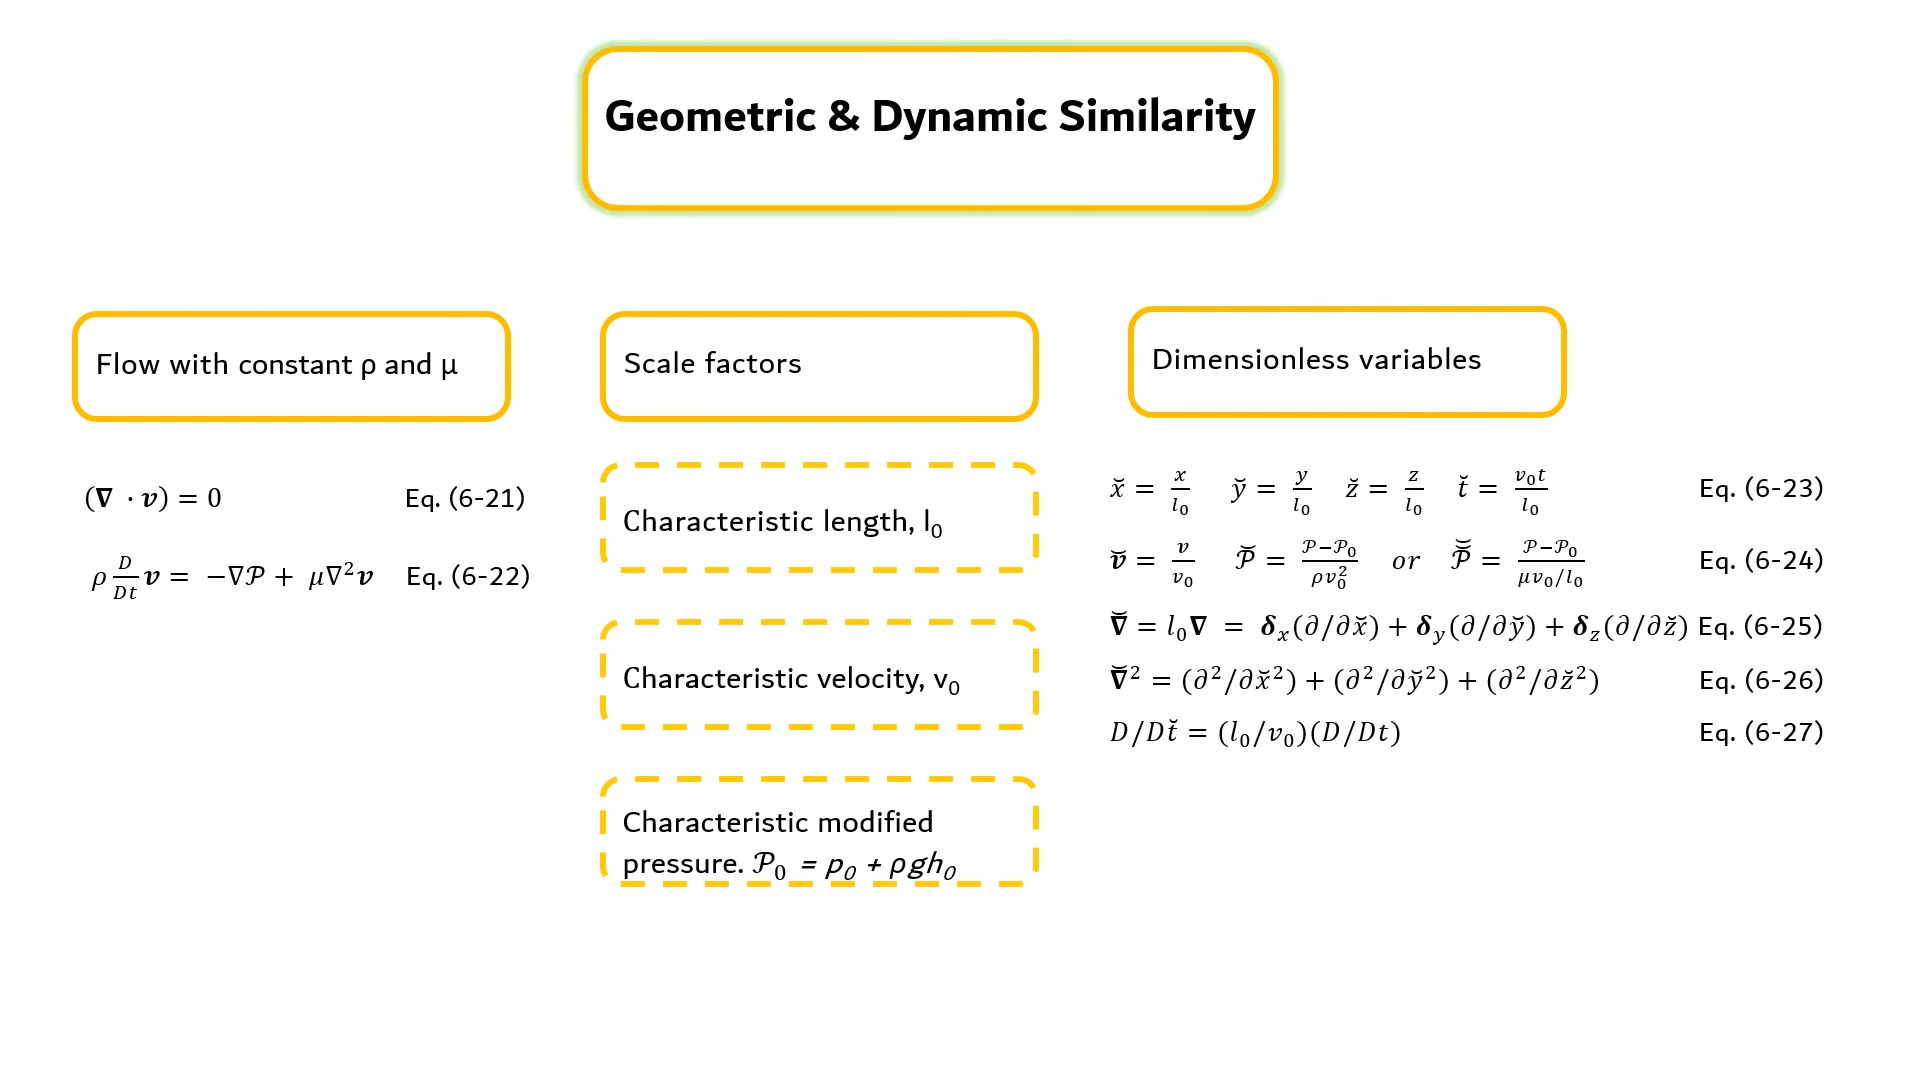 Geometric & Dynamic Similarity
Flow with constant ρ and μ
(𝛁 · 𝒗) = 0 Eq. (6-21)
ρ D/Dt 𝒗 = −∇𝒫 + μ∇²𝒗 Eq. (6-22)
Scale factors
Characteristic length, l₀
Characteristic velocity, v₀
Characteristic modified
pressure. 𝒫₀ = p₀ + ρgh₀
Dimensionless variables
x̆ = x/l₀ y̆ = y/l₀ z̆ = z/l₀ t̆ = v₀t/l₀ Eq. (6-23)
𝒗̆ = 𝒗/v₀ 𝒫̆ = (𝒫−𝒫₀)/ρv₀² or 𝒫̆̆ = (𝒫−𝒫₀)/(μv₀/l₀) Eq. (6-24)
𝛁̆ = l₀𝛁 = 𝜹ₓ(∂/∂x̆) + 𝜹_y(∂/∂y̆) + 𝜹_z(∂/∂z̆) Eq. (6-25)
𝛁̆² = (∂²/∂x̆²) + (∂²/∂y̆²) + (∂²/∂z̆²) Eq. (6-26)
D/Dt̆ = (l₀/v₀)(D/Dt) Eq. (6-27)